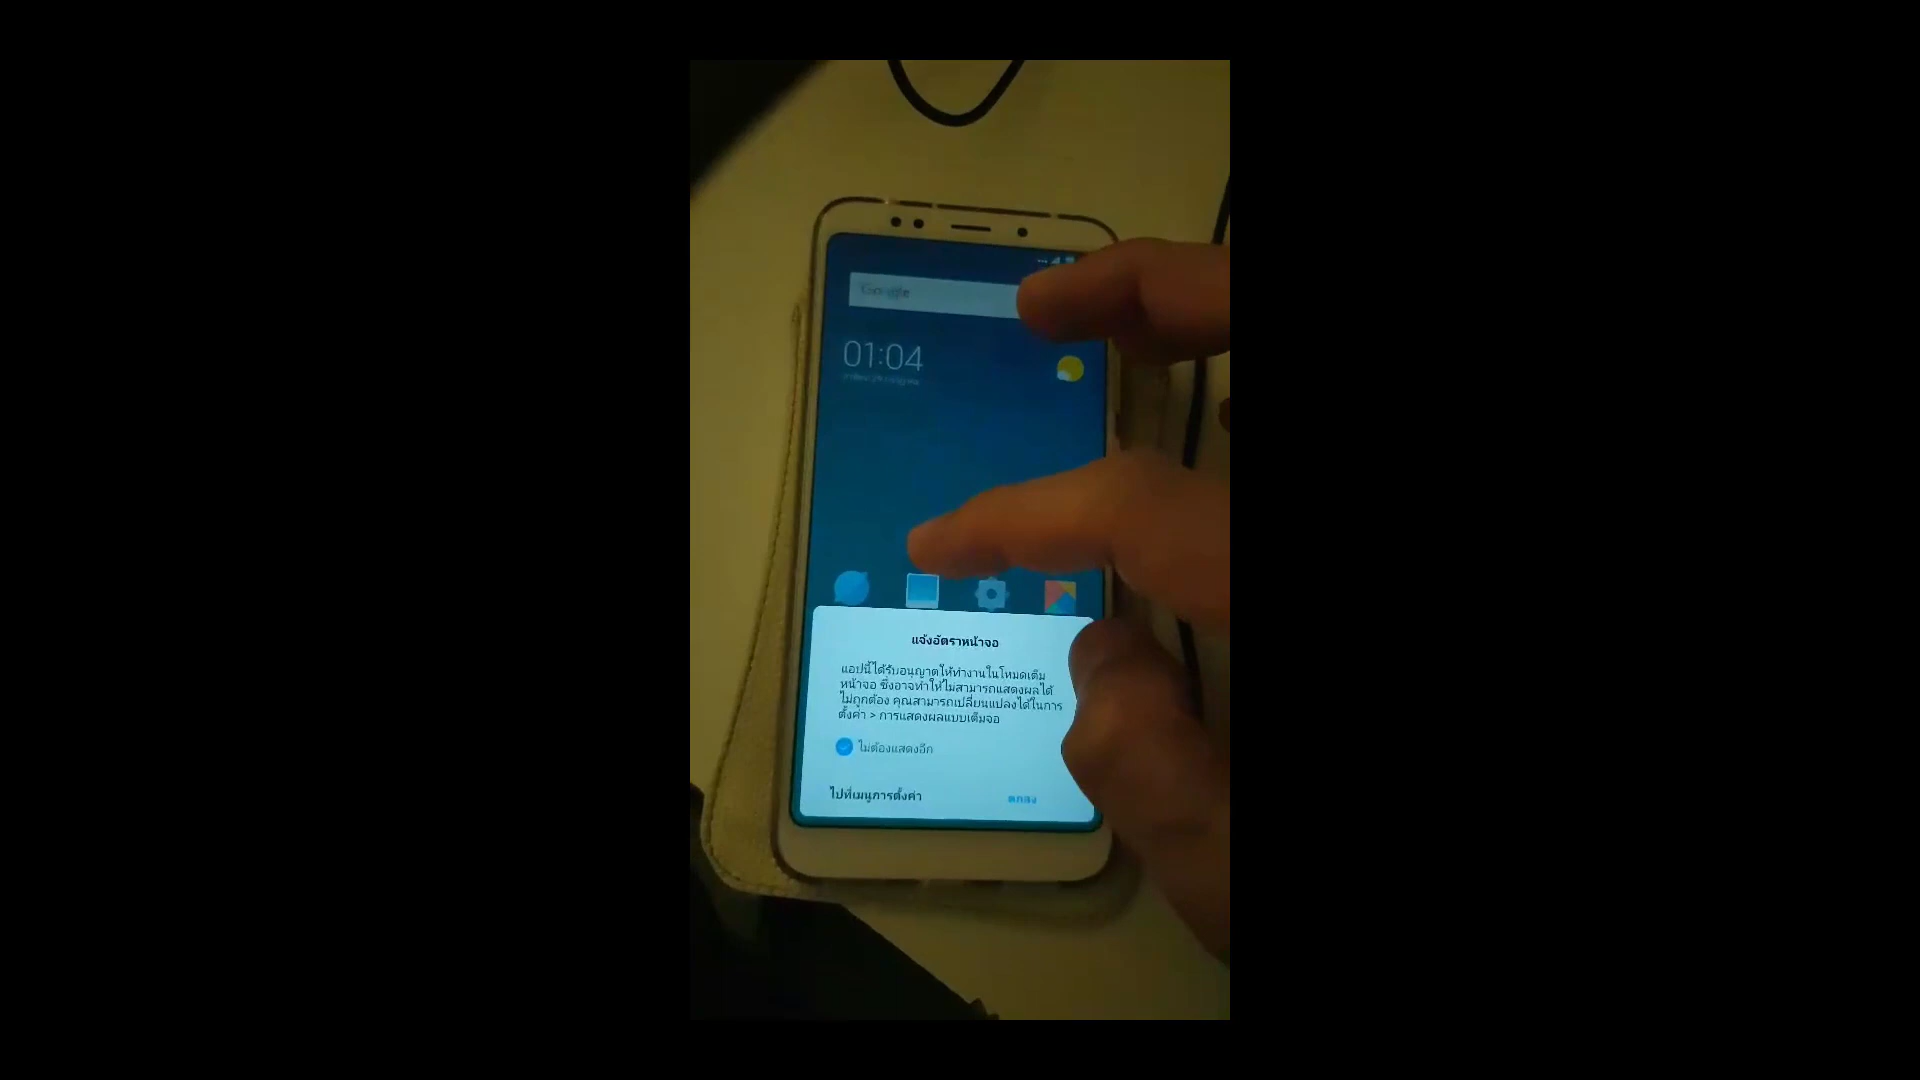 Google
01:04
แจ้งอัตราหน้าจอ
แอปนี้ได้รับอนุญาตให้ทำงานในโหมดเต็ม
หน้าจอ ซึ่งอาจทำให้ไม่สามารถแสดงผลได้
ไม่ถูกต้อง คุณสามารถเปลี่ยนแปลงได้ในการ
ตั้งค่า > การแสดงผลแบบเต็มจอ
ไม่ต้องแสดงอีก
ไปที่เมนูการตั้งค่า
ตกลง